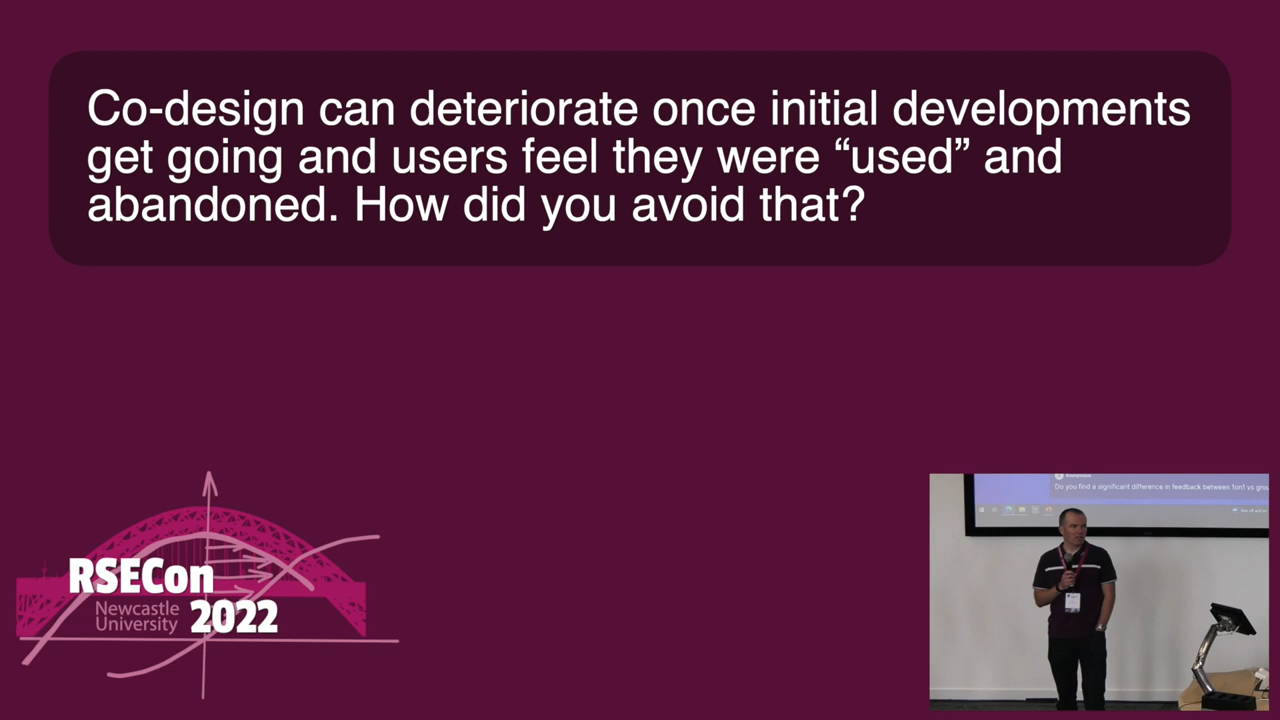 Co-design can deteriorate once initial developments
get going and users feel they were “used” and
abandoned. How did you avoid that?
RSECon
Newcastle
University
2022
Anonymous
Do you find a significant difference in feedback between 1on1 vs